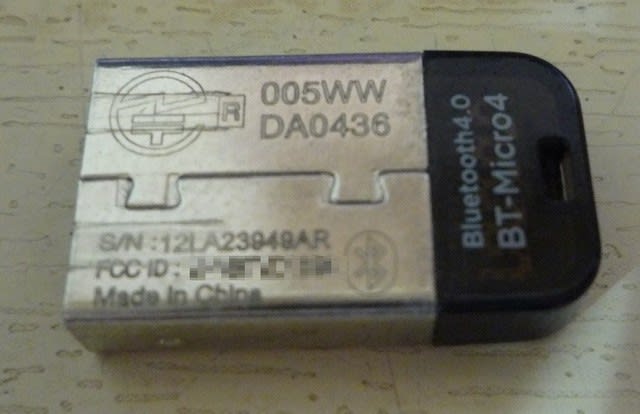 R
005WW
DA0436
S/N :12LA23949AR
FCC ID :
Made In China
Bluetooth4.0
BT-Micro4